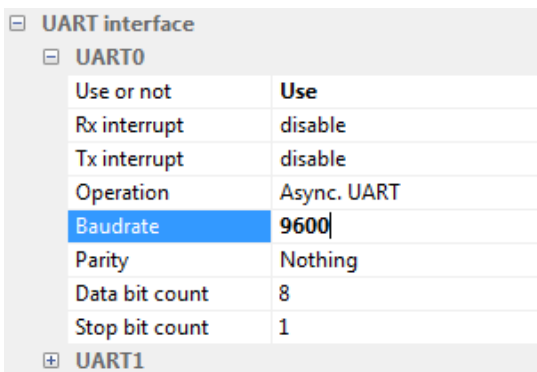 UART interface
UART0
Use or not Use
Rx interrupt disable
Tx interrupt disable
Operation Async. UART
Baudrate 9600
Parity Nothing
Data bit count 8
Stop bit count 1
UART1